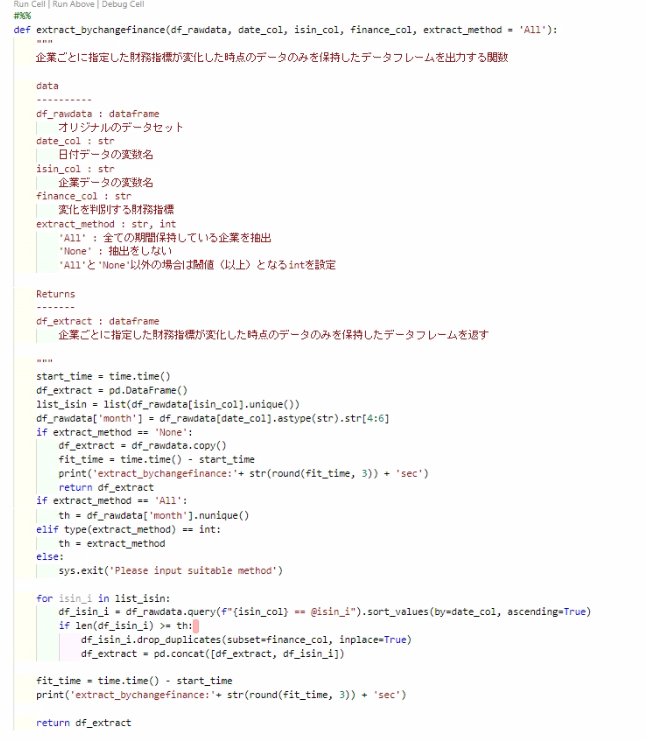 Run Cell | Run Above | Debug Cell
#%%
def extract_bychangefinance(df_rawdata, date_col, isin_col, finance_col, extract_method = 'All'):
    """
    企業ごとに指定した財務指標が変化した時点のデータのみを保持したデータフレームを出力する関数

    data
    ----------
    df_rawdata : dataframe
        オリジナルのデータセット
    date_col : str
        日付データの変数名
    isin_col : str
        企業データの変数名
    finance_col : str
        変化を判別する財務指標
    extract_method : str, int
        'All' : 全ての期間保持している企業を抽出
        'None' : 抽出をしない
        'All'と'None'以外の場合は閾値（以上）となるintを設定

    Returns
    -------
    df_extract : dataframe
        企業ごとに指定した財務指標が変化した時点のデータのみを保持したデータフレームを返す

    """
    start_time = time.time()
    df_extract = pd.DataFrame()
    list_isin = list(df_rawdata[isin_col].unique())
    df_rawdata['month'] = df_rawdata[date_col].astype(str).str[4:6]
    if extract_method == 'None':
        df_extract = df_rawdata.copy()
        fit_time = time.time() - start_time
        print('extract_bychangefinance:'+ str(round(fit_time, 3)) + 'sec')
        return df_extract
    if extract_method == 'All':
        th = df_rawdata['month'].nunique()
    elif type(extract_method) == int:
        th = extract_method
    else:
        sys.exit('Please input suitable method')

    for isin_i in list_isin:
        df_isin_i = df_rawdata.query(f"{isin_col} == @isin_i").sort_values(by=date_col, ascending=True)
        if len(df_isin_i) >= th:
            df_isin_i.drop_duplicates(subset=finance_col, inplace=True)
            df_extract = pd.concat([df_extract, df_isin_i])

    fit_time = time.time() - start_time
    print('extract_bychangefinance:'+ str(round(fit_time, 3)) + 'sec')

    return df_extract